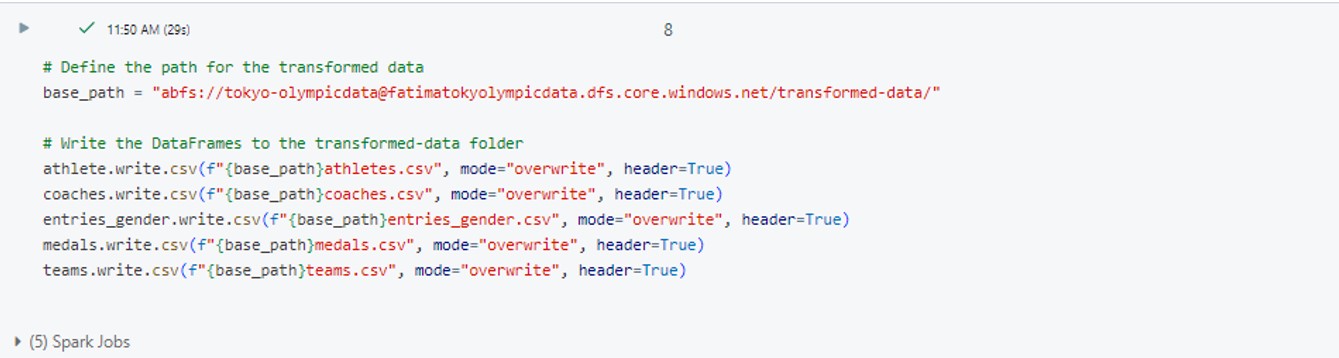 11:50 AM (29s)
8
# Define the path for the transformed data
base_path = "abfs://tokyo-olympicdata@fatimatokyolympicdata.dfs.core.windows.net/transformed-data/"
# Write the DataFrames to the transformed-data folder
athlete.write.csv(f"{base_path}athletes.csv", mode="overwrite", header=True)
coaches.write.csv(f"{base_path}coaches.csv", mode="overwrite", header=True)
entries_gender.write.csv(f"{base_path}entries_gender.csv", mode="overwrite", header=True)
medals.write.csv(f"{base_path}medals.csv", mode="overwrite", header=True)
teams.write.csv(f"{base_path}teams.csv", mode="overwrite", header=True)
(5) Spark Jobs